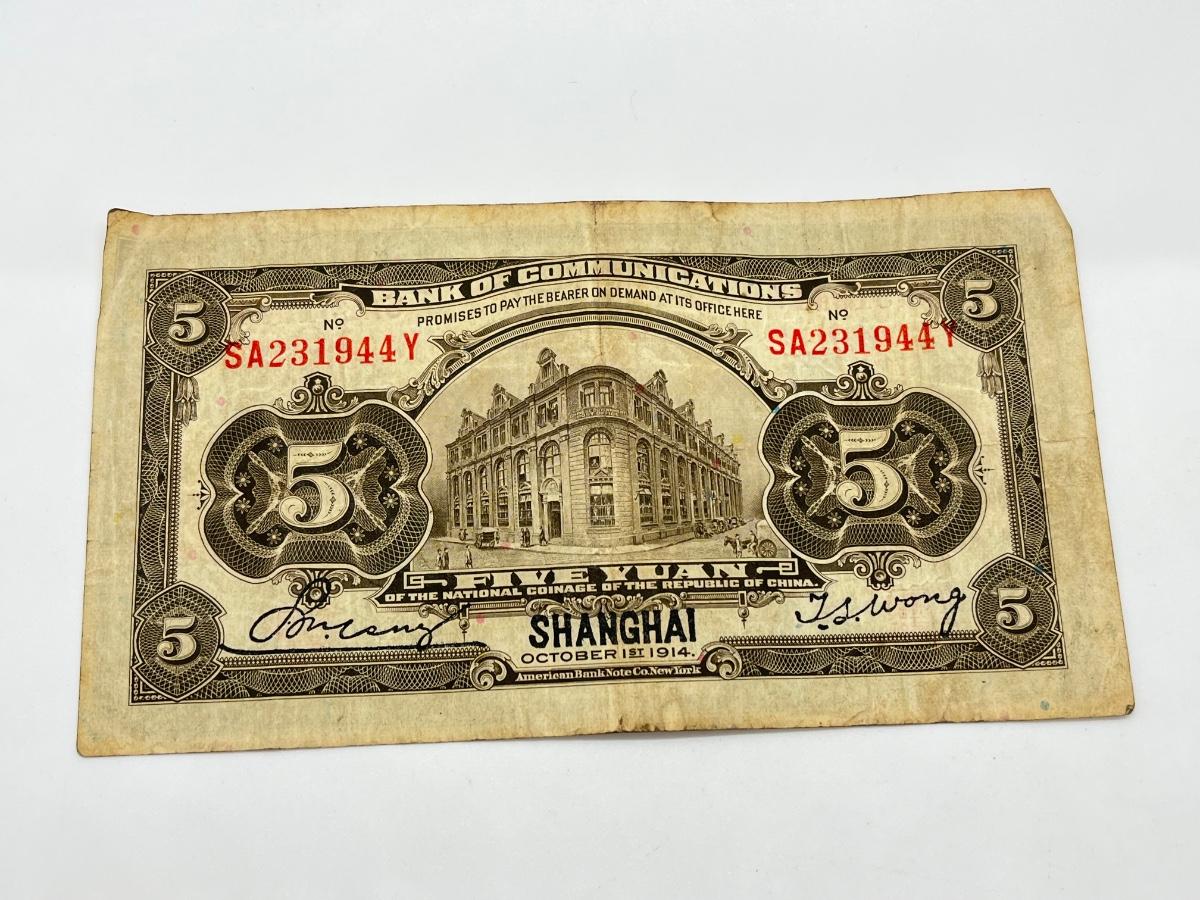 BANK OF COMMUNICATIONS
PROMISES TO PAY THE BEARER ON DEMAND AT ITS OFFICE HERE
5 5
Nº Nº
SA231944Y SA231944Y
5 5
FIVE YUAN
OF THE NATIONAL COINAGE OF THE REPUBLIC OF CHINA.
T.S. Wong
SHANGHAI
5 5
OCTOBER 1ST 1914.
American Bank Note Co. New York